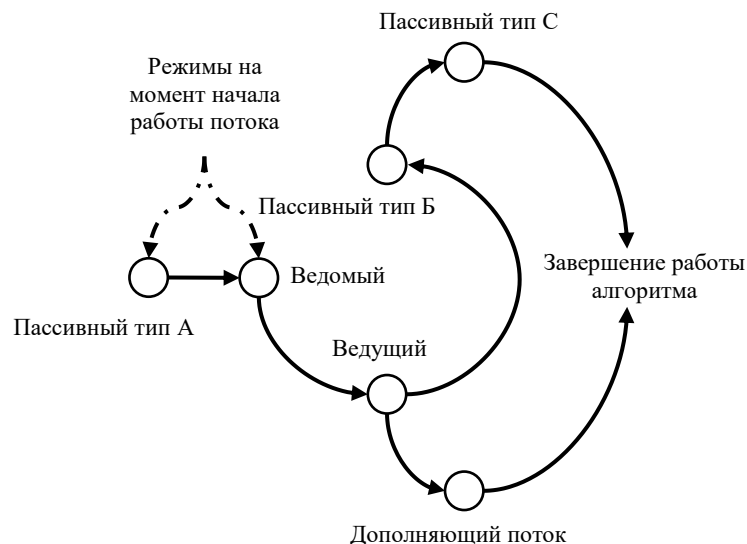 Пассивный тип С
Режимы на
момент начала
работы потока
Пассивный тип Б
Завершение работы
алгоритма
Ведомый
Пассивный тип А
Ведущий
Дополняющий поток